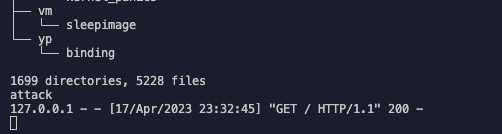 kernel_panics
├── vm
│   └── sleepimage
└── yp
    └── binding

1699 directories, 5228 files
attack
127.0.0.1 - - [17/Apr/2023 23:32:45] "GET / HTTP/1.1" 200 -